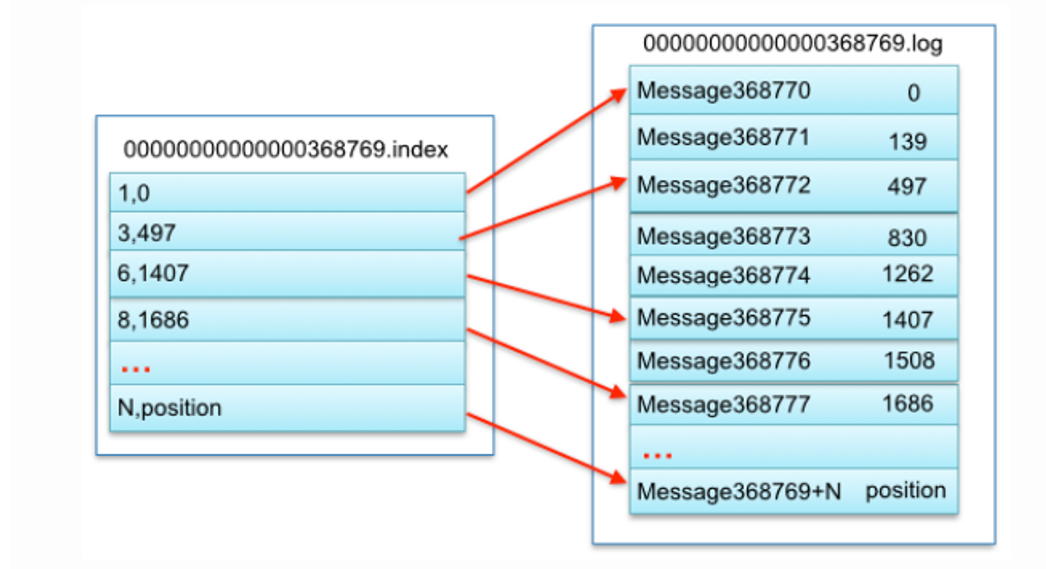 00000000000000368769.index
1,0
3,497
6,1407
8,1686
...
N,position
00000000000000368769.log
Message368770 0
Message368771 139
Message368772 497
Message368773 830
Message368774 1262
Message368775 1407
Message368776 1508
Message368777 1686
...
Message368769+N position